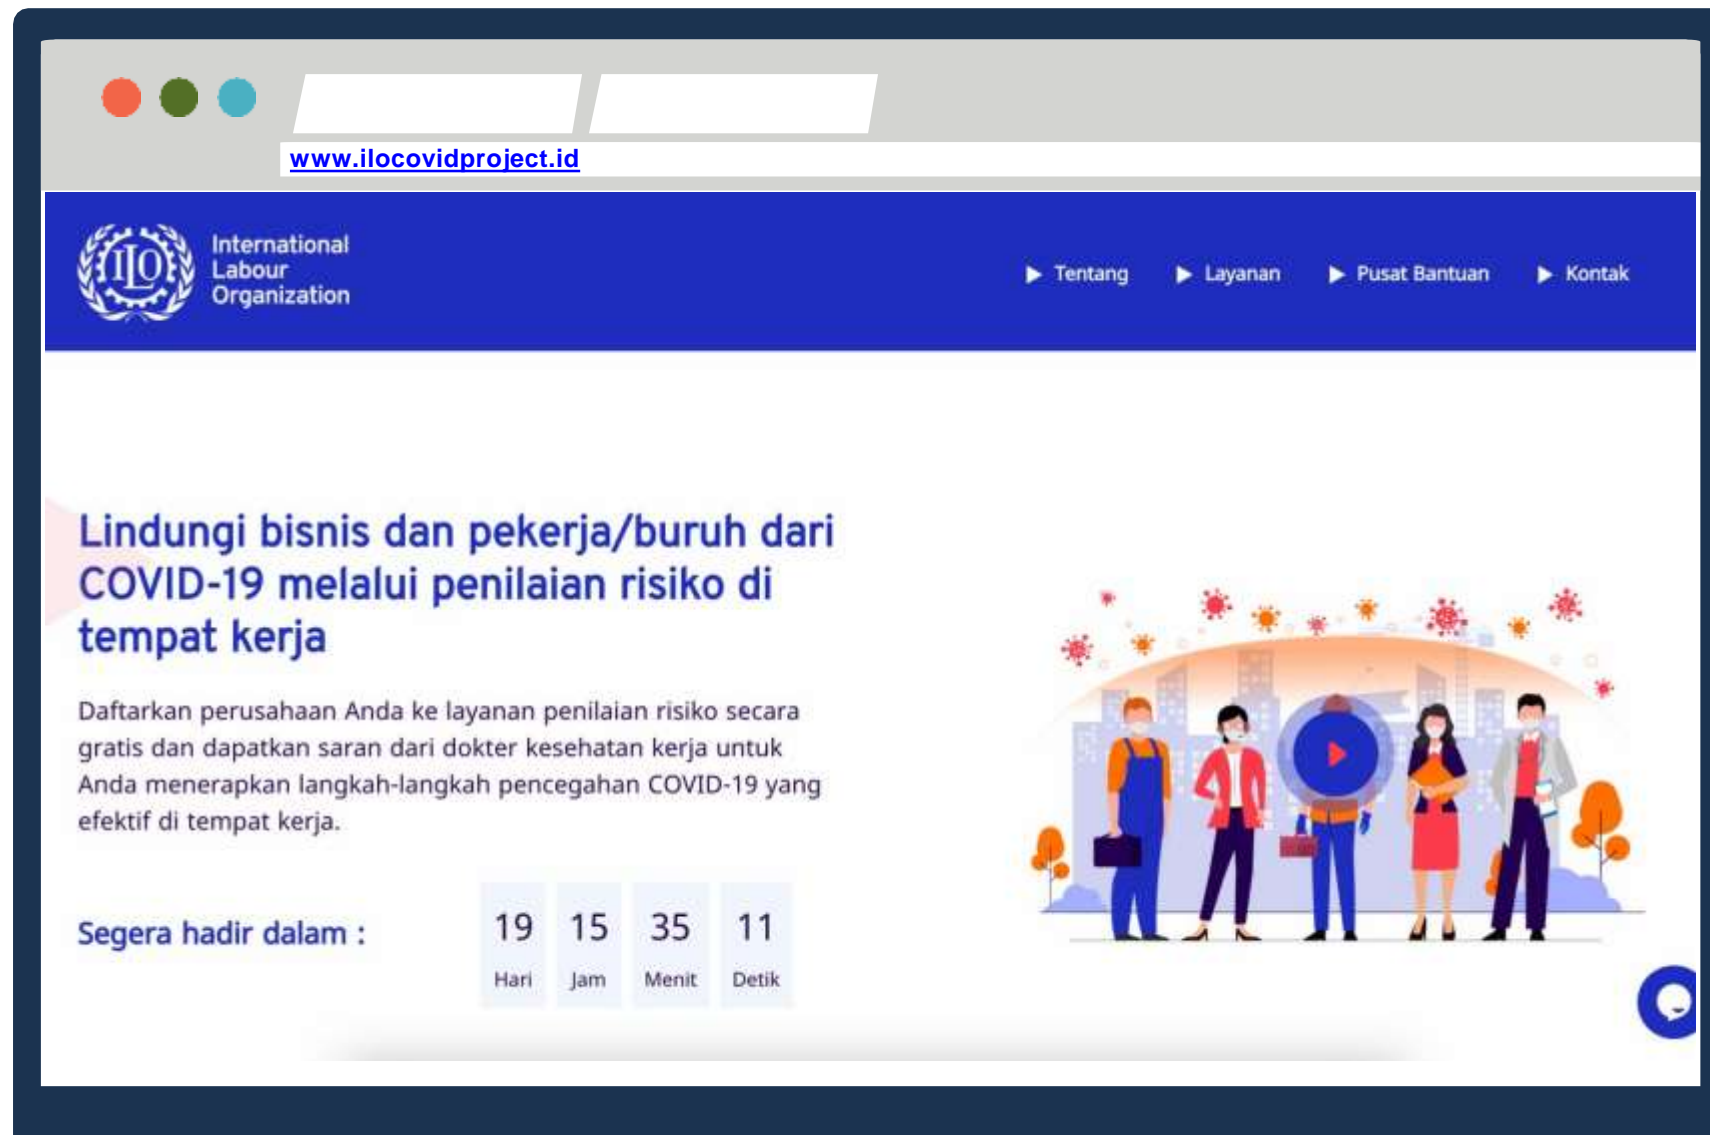 www.ilocovidproject.id
International
Labour
Organization
Tentang
Layanan
Pusat Bantuan
Kontak
Lindungi bisnis dan pekerja/buruh dari
COVID-19 melalui penilaian risiko di
tempat kerja
Daftarkan perusahaan Anda ke layanan penilaian risiko secara
gratis dan dapatkan saran dari dokter kesehatan kerja untuk
Anda menerapkan langkah-langkah pencegahan COVID-19 yang
efektif di tempat kerja.
Segera hadir dalam :
19 15 35 11
Hari Jam Menit Detik